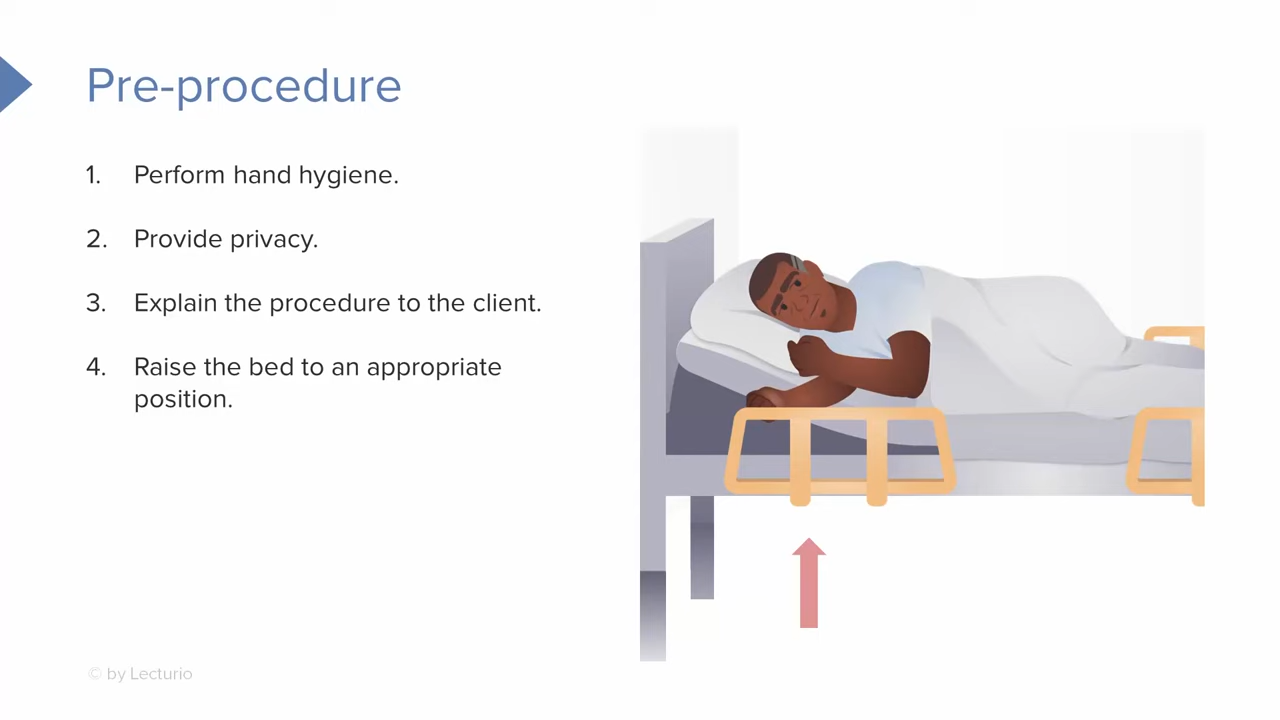 Pre-procedure
1. Perform hand hygiene.
2. Provide privacy.
3. Explain the procedure to the client.
4. Raise the bed to an appropriate
position.
© by Lecturio